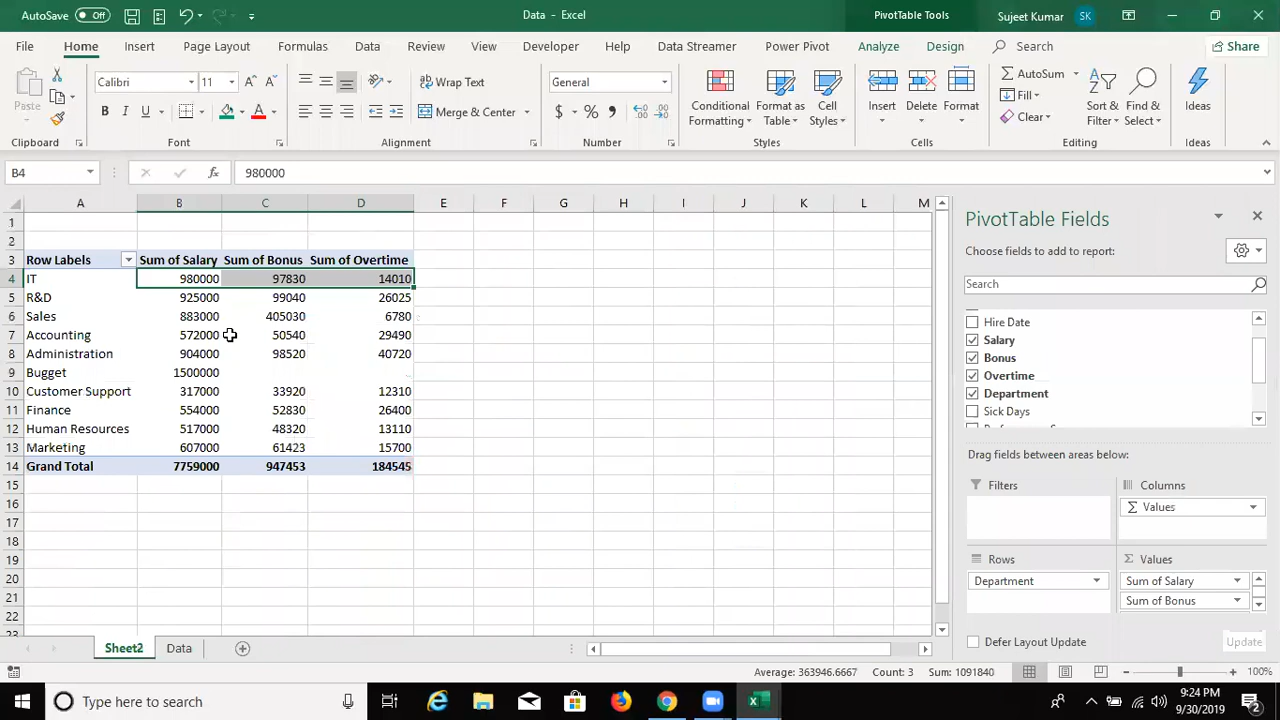 AutoSave Off Data - Excel PivotTable Tools Sujeet Kumar SK
File Home Insert Page Layout Formulas Data Review View Developer Help Data Streamer Power Pivot Analyze Design Search Share
Paste Calibri 11 Wrap Text General Conditional Formatting Format as Table Cell Styles Insert Delete Format AutoSum Fill Clear Sort & Filter Find & Select Ideas
B I U A Merge & Center $ % ,
Clipboard Font Alignment Number Styles Cells Editing Ideas
B4 fx 980000
A B C D E F G H I J K L M
1
2
3 Row Labels Sum of Salary Sum of Bonus Sum of Overtime
4 IT 980000 97830 14010
5 R&D 925000 99040 26025
6 Sales 883000 405030 6780
7 Accounting 572000 50540 29490
8 Administration 904000 98520 40720
9 Bugget 1500000
10 Customer Support 317000 33920 12310
11 Finance 554000 52830 26400
12 Human Resources 517000 48320 13110
13 Marketing 607000 61423 15700
14 Grand Total 7759000 947453 184545
15
16
17
18
19
20
21
22
23
PivotTable Fields
Choose fields to add to report:
Search
Hire Date
Salary
Bonus
Overtime
Department
Sick Days
Drag fields between areas below:
Filters Columns
Values
Rows Values
Department Sum of Salary
Sum of Bonus
Defer Layout Update Update
Sheet2 Data
Average: 363946.6667 Count: 3 Sum: 1091840 100%
Type here to search
9:24 PM
9/30/2019
2